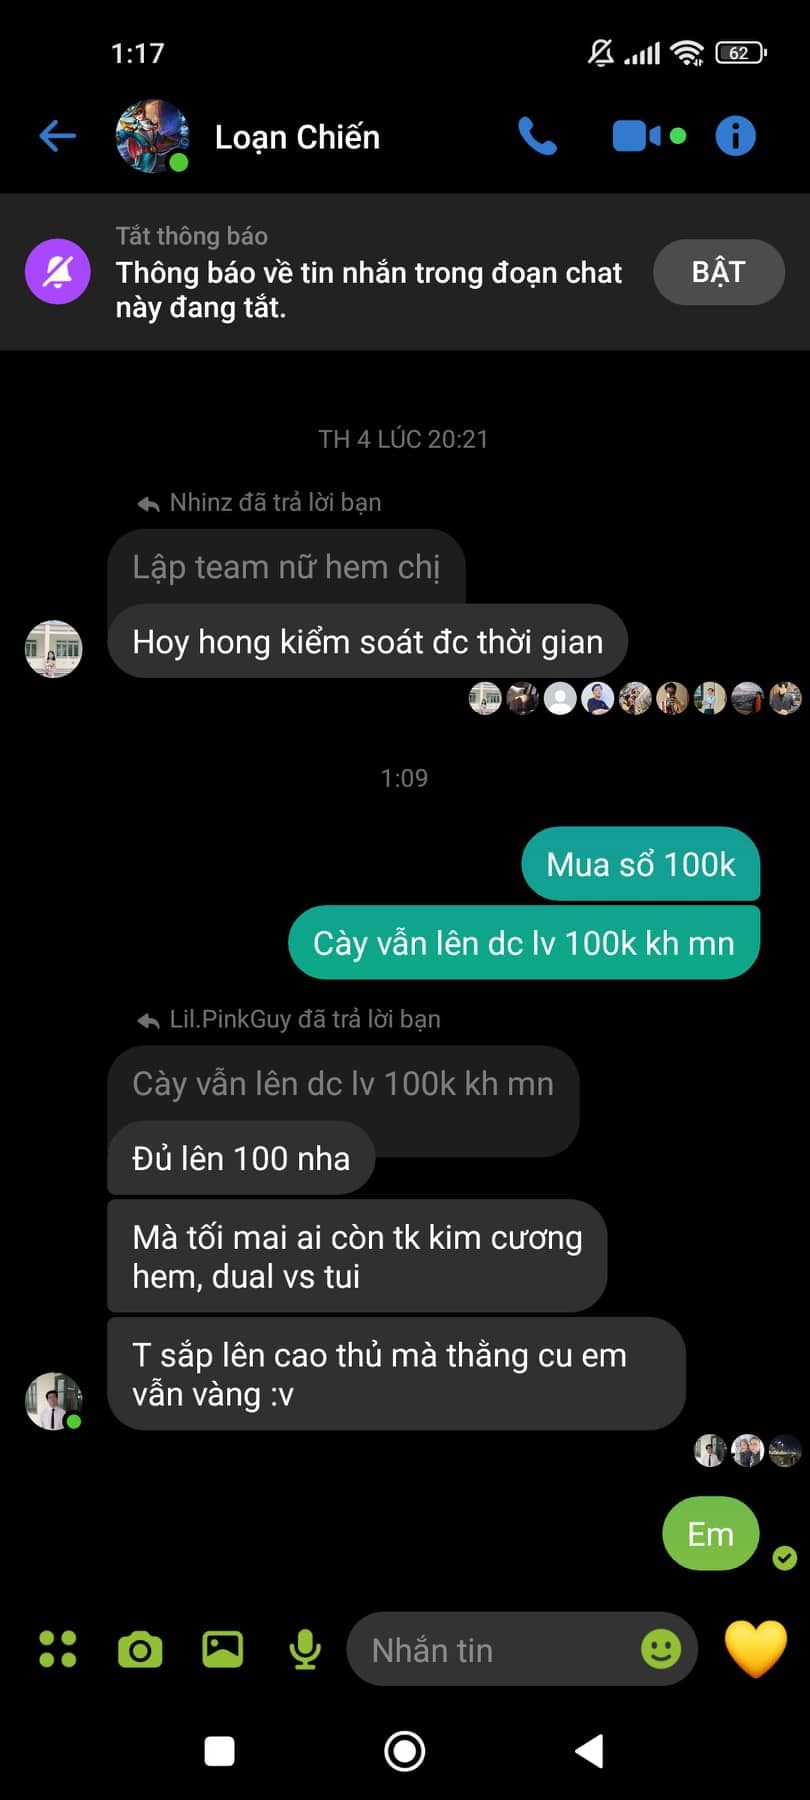 1:17
62
Loạn Chiến
Tắt thông báo
Thông báo về tin nhắn trong đoạn chat
này đang tắt.
BẬT
TH 4 LÚC 20:21
Nhinz đã trả lời bạn
Lập team nữ hem chị
Hoy hong kiểm soát đc thời gian
1:09
Mua sổ 100k
Cày vẫn lên dc lv 100k kh mn
Lil.PinkGuy đã trả lời bạn
Cày vẫn lên dc lv 100k kh mn
Đủ lên 100 nha
Mà tối mai ai còn tk kim cương
hem, dual vs tui
T sắp lên cao thủ mà thằng cu em
vẫn vàng :v
Em
Nhắn tin